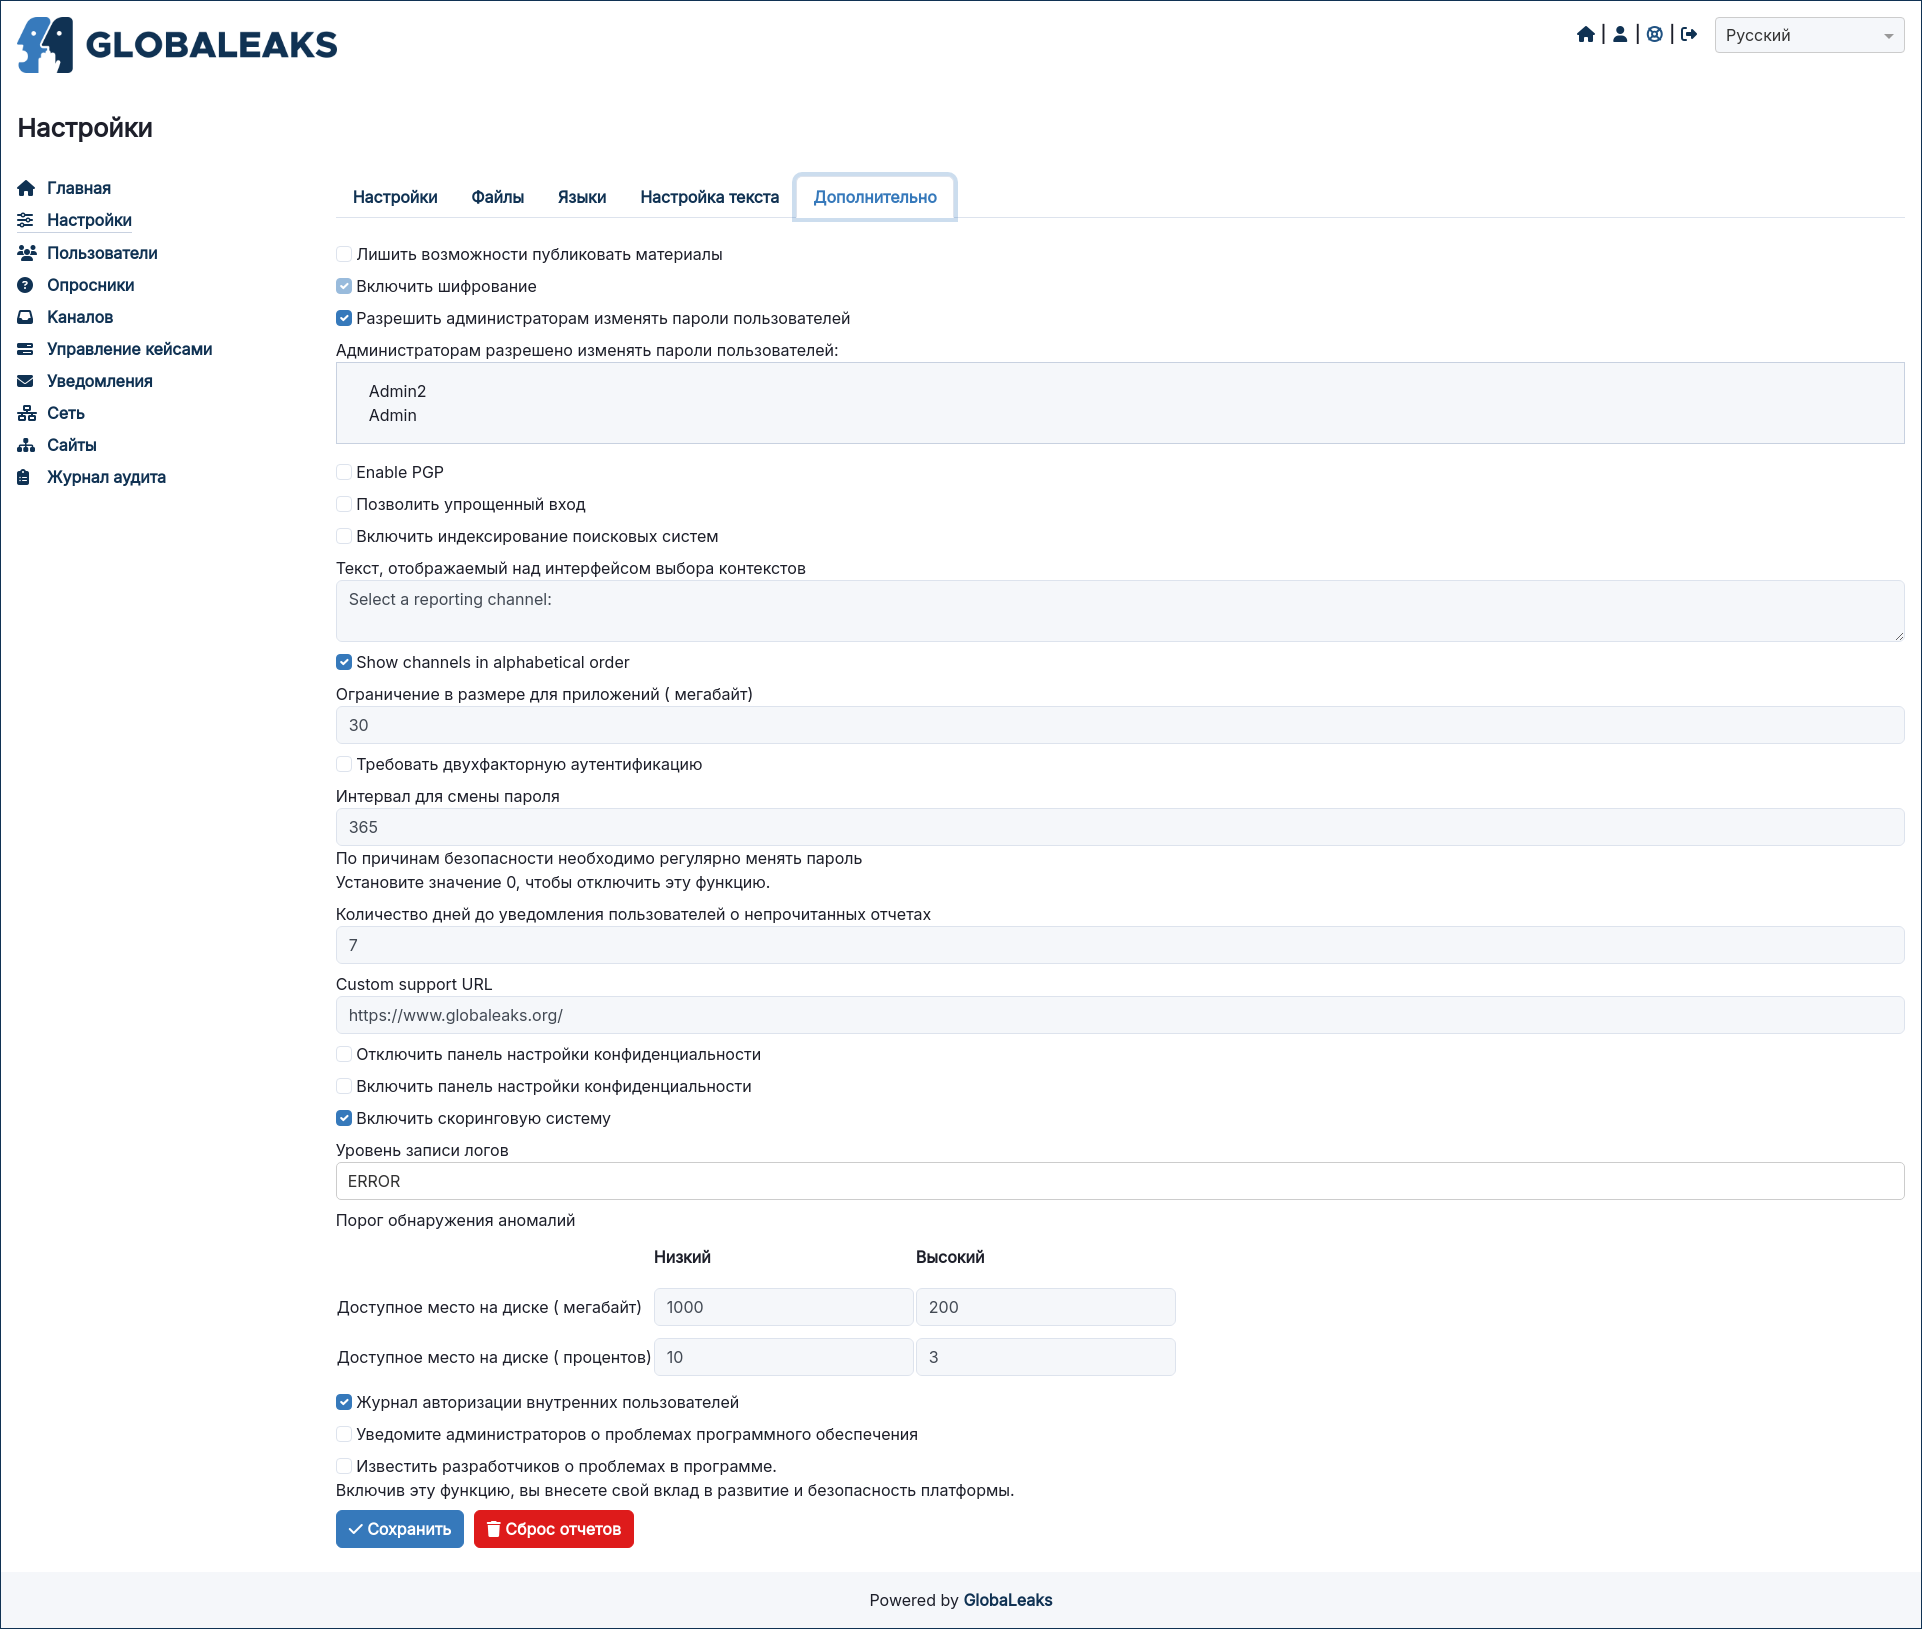 GLOBALEAKS
Русский
Настройки
Главная
Настройки
Пользователи
Опросники
Каналов
Управление кейсами
Уведомления
Сеть
Сайты
Журнал аудита
Настройки Файлы Языки Настройка текста Дополнительно
Лишить возможности публиковать материалы
Включить шифрование
Разрешить администраторам изменять пароли пользователей
Администраторам разрешено изменять пароли пользователей:
Admin2
Admin
Enable PGP
Позволить упрощенный вход
Включить индексирование поисковых систем
Текст, отображаемый над интерфейсом выбора контекстов
Select a reporting channel:
Show channels in alphabetical order
Ограничение в размере для приложений ( мегабайт)
30
Требовать двухфакторную аутентификацию
Интервал для смены пароля
365
По причинам безопасности необходимо регулярно менять пароль
Установите значение 0, чтобы отключить эту функцию.
Количество дней до уведомления пользователей о непрочитанных отчетах
7
Custom support URL
https://www.globaleaks.org/
Отключить панель настройки конфиденциальности
Включить панель настройки конфиденциальности
Включить скоринговую систему
Уровень записи логов
ERROR
Порог обнаружения аномалий
Низкий Высокий
Доступное место на диске ( мегабайт) 1000 200
Доступное место на диске ( процентов) 10 3
Журнал авторизации внутренних пользователей
Уведомите администраторов о проблемах программного обеспечения
Известить разработчиков о проблемах в программе.
Включив эту функцию, вы внесете свой вклад в развитие и безопасность платформы.
Сохранить Сброс отчетов
Powered by GlobaLeaks